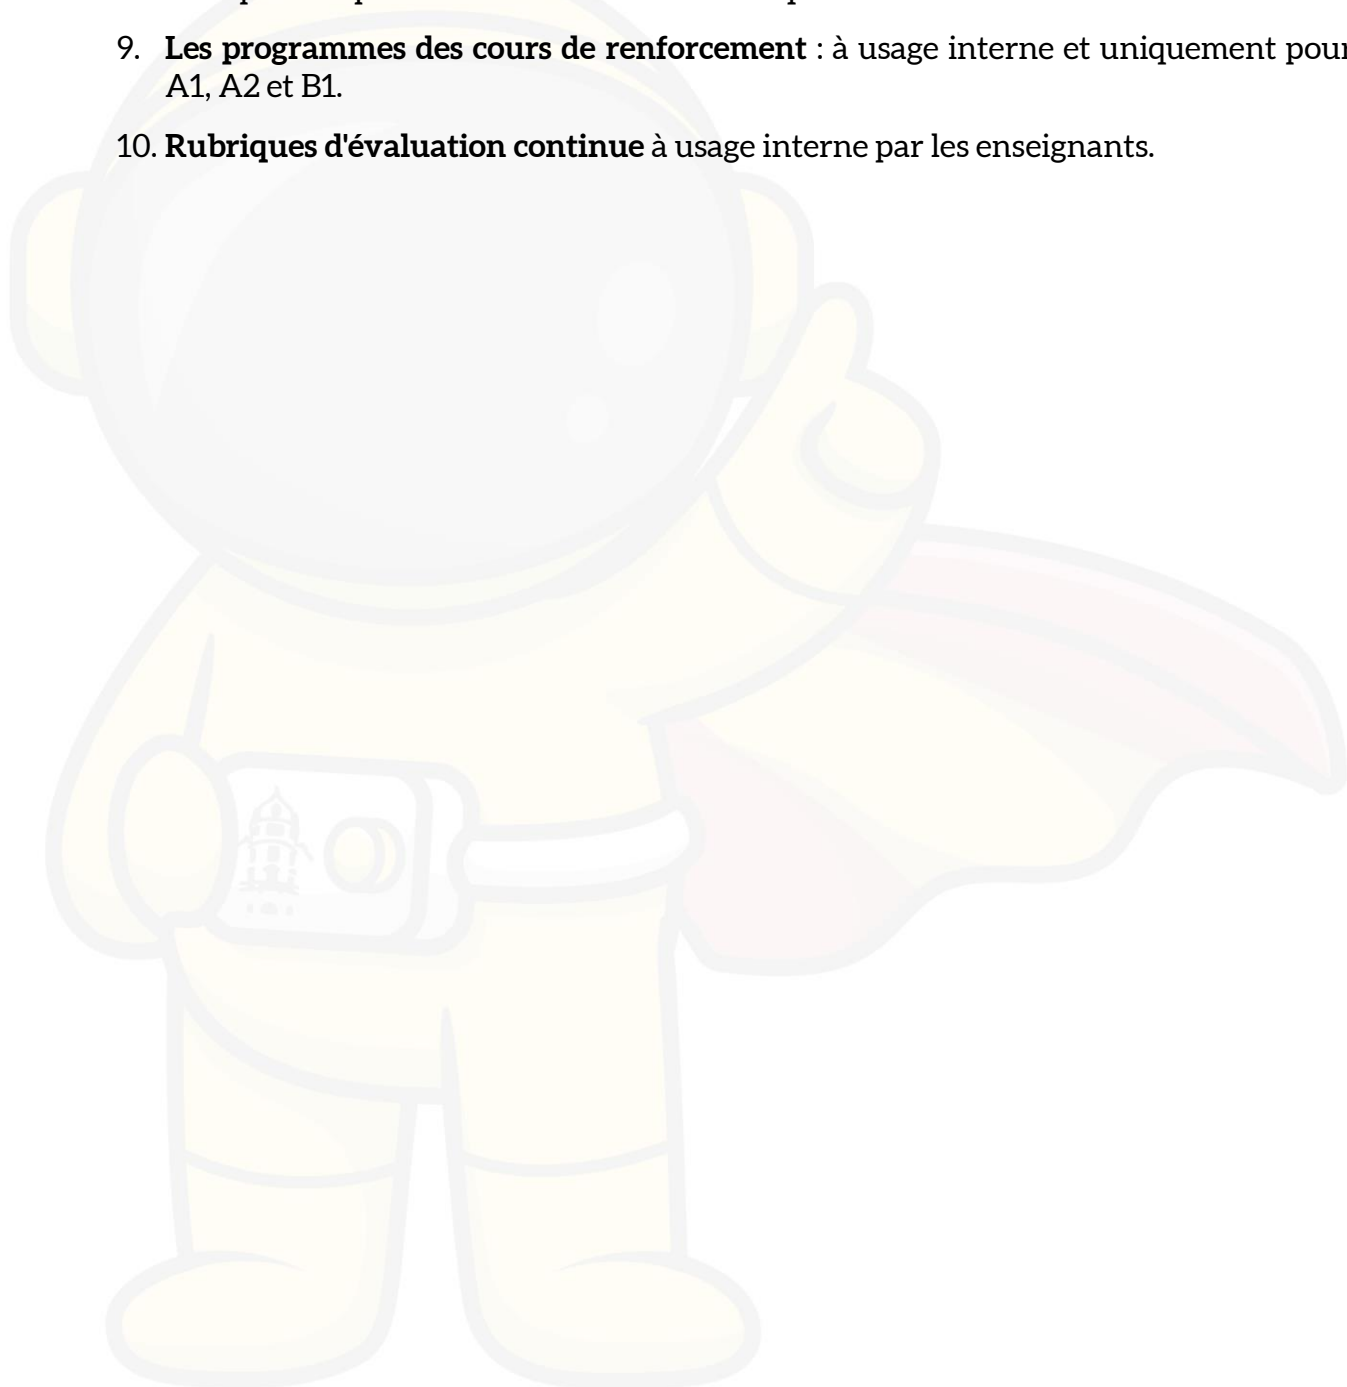 9. Les programmes des cours de renforcement : à usage interne et uniquement pour
A1, A2 et B1.
10. Rubriques d'évaluation continue à usage interne par les enseignants.